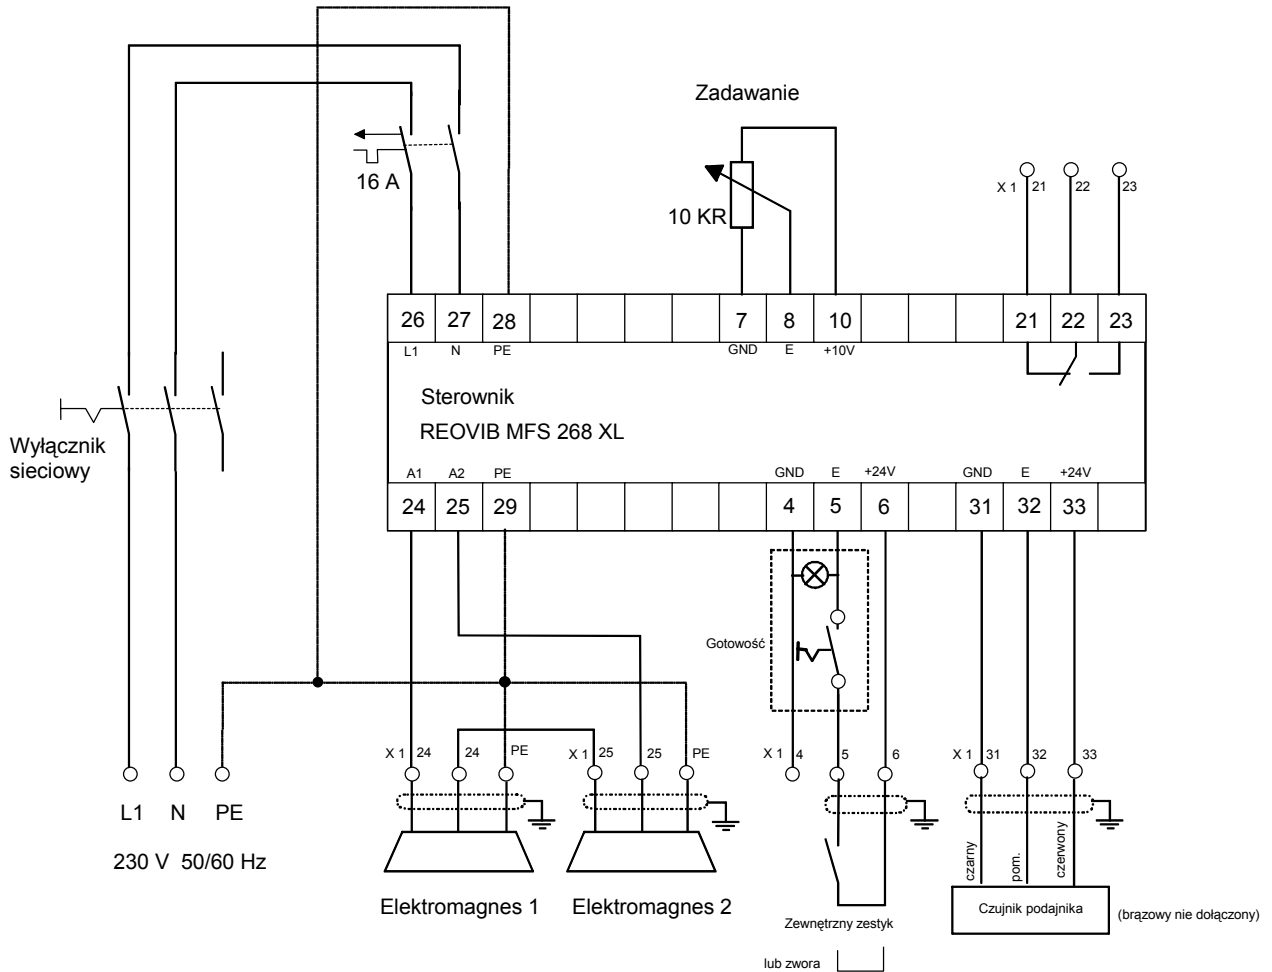 Zadawanie
16 A
10 KR
X 1 21 22 23
26 27 28 7 8 10 21 22 23
L1 N PE GND E +10V
Sterownik
REOVIB MFS 268 XL
Wyłącznik
sieciowy
A1 A2 PE GND E +24V GND E +24V
24 25 29 4 5 6 31 32 33
Gotowość
X 1 24 24 PE X 1 25 25 PE X 1 4 5 6 X 1 31 32 33
L1 N PE
230 V 50/60 Hz
czarny
pom.
czerwony
Elektromagnes 1
Elektromagnes 2
Zewnętrzny zestyk
lub zwora
Czujnik podajnika
(brązowy nie dołączony)